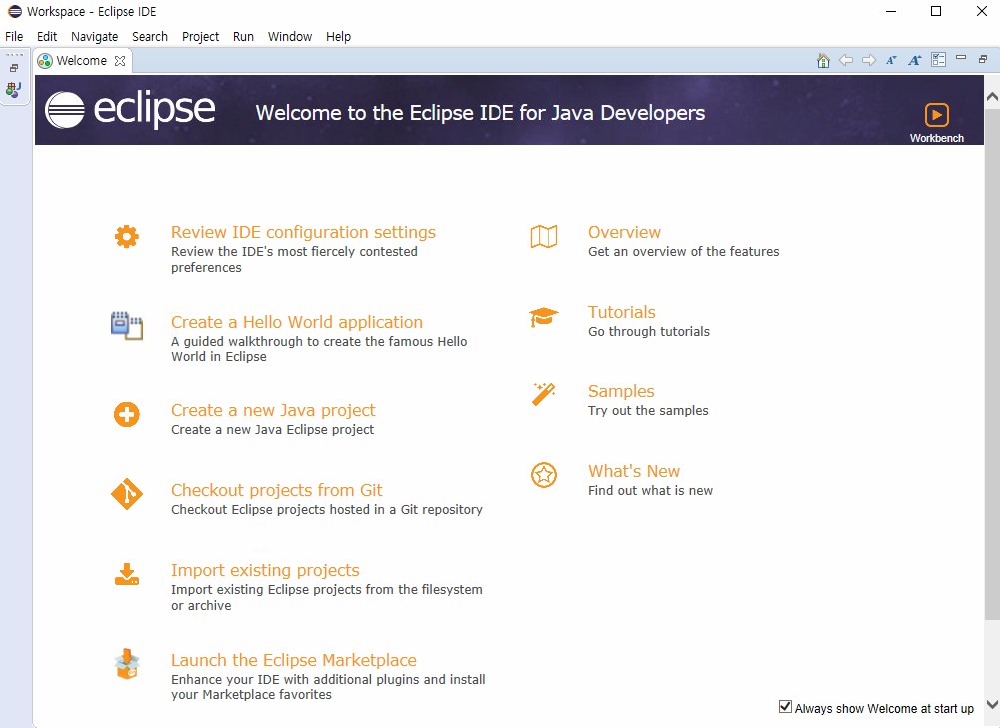 Workspace - Eclipse IDE
File Edit Navigate Search Project Run Window Help
Welcome
eclipse
Welcome to the Eclipse IDE for Java Developers
Workbench
Review IDE configuration settings
Review the IDE's most fiercely contested
preferences
Create a Hello World application
A guided walkthrough to create the famous Hello
World in Eclipse
Create a new Java project
Create a new Java Eclipse project
Checkout projects from Git
Checkout Eclipse projects hosted in a Git repository
Import existing projects
Import existing Eclipse projects from the filesystem
or archive
Launch the Eclipse Marketplace
Enhance your IDE with additional plugins and install
your Marketplace favorites
Overview
Get an overview of the features
Tutorials
Go through tutorials
Samples
Try out the samples
What's New
Find out what is new
Always show Welcome at start up